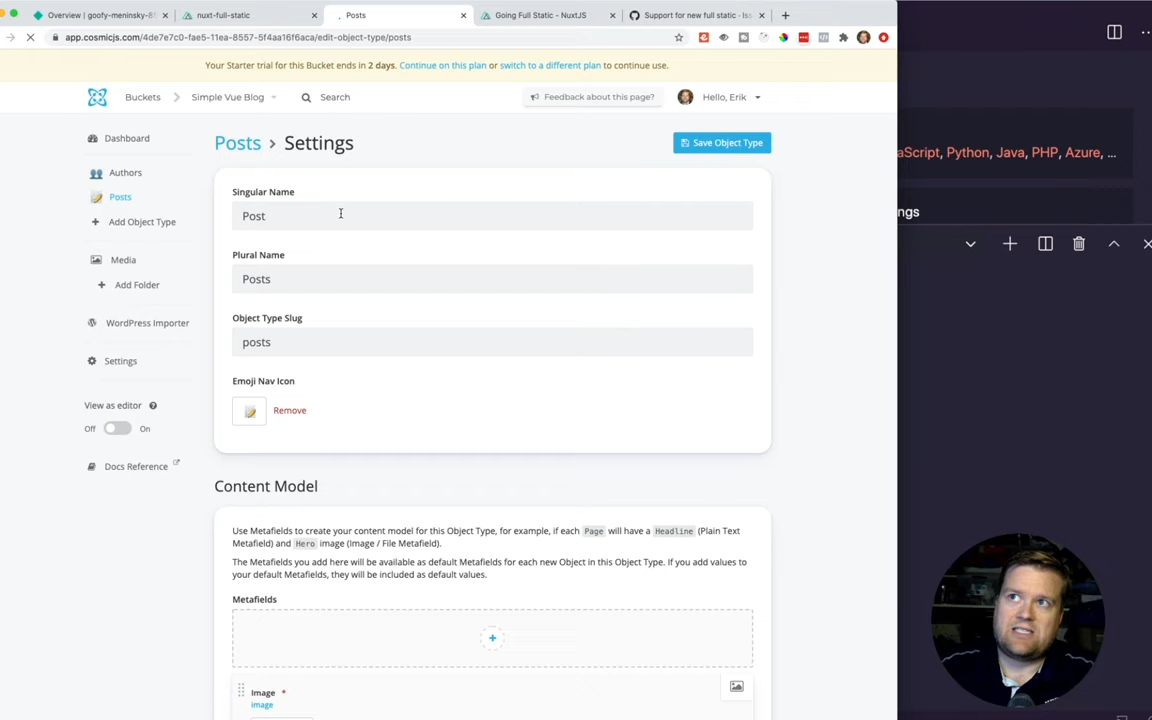 Overview | goofy-meninsky-8
nuxt-full-static
Posts
Going Full Static - NuxtJS
Support for new full static - Iss
app.cosmicjs.com/4de7e7c0-fae5-11ea-8557-5f4aa16f6aca/edit-object-type/posts
Your Starter trial for this Bucket ends in 2 days. Continue on this plan or switch to a different plan to continue use.
Buckets
Simple Vue Blog
Search
Feedback about this page?
Hello, Erik
Dashboard
Authors
Posts
Add Object Type
Media
Add Folder
WordPress Importer
Settings
View as editor
Off
On
Docs Reference
Posts > Settings
Save Object Type
Singular Name
Post
Plural Name
Posts
Object Type Slug
posts
Emoji Nav Icon
Remove
Content Model
Use Metafields to create your content model for this Object Type, for example, if each Page will have a Headline (Plain Text
Metafield) and Hero image (Image / File Metafield).
The Metafields you add here will be available as default Metafields for each new Object in this Object Type. If you add values to
your default Metafields, they will be included as default values.
Metafields
Image *
image
aScript, Python, Java, PHP, Azure, ...
ngs